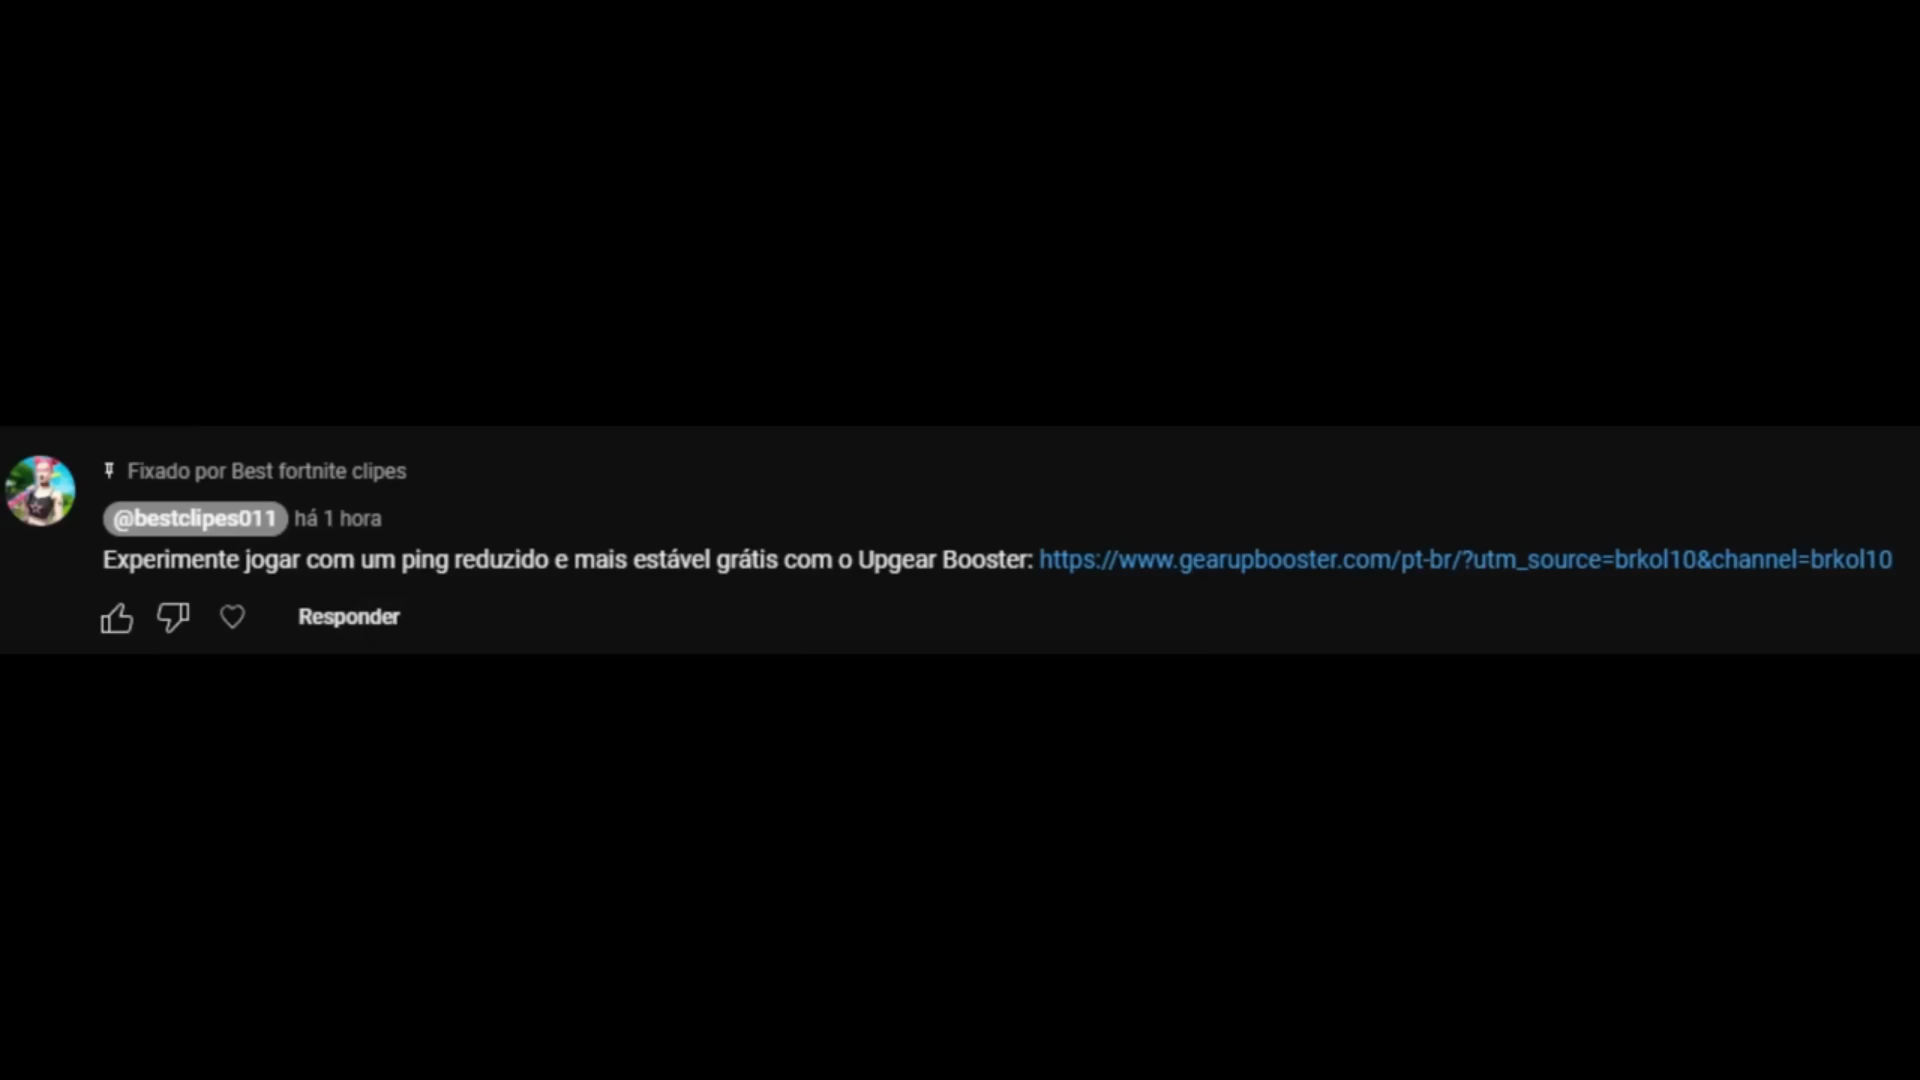 Fixado por Best fortnite clipes
@bestclipes011 há 1 hora
Experimente jogar com um ping reduzido e mais estável grátis com o Upgear Booster: https://www.gearupbooster.com/pt-br/?utm_source=brkol10&channel=brkol10
Responder